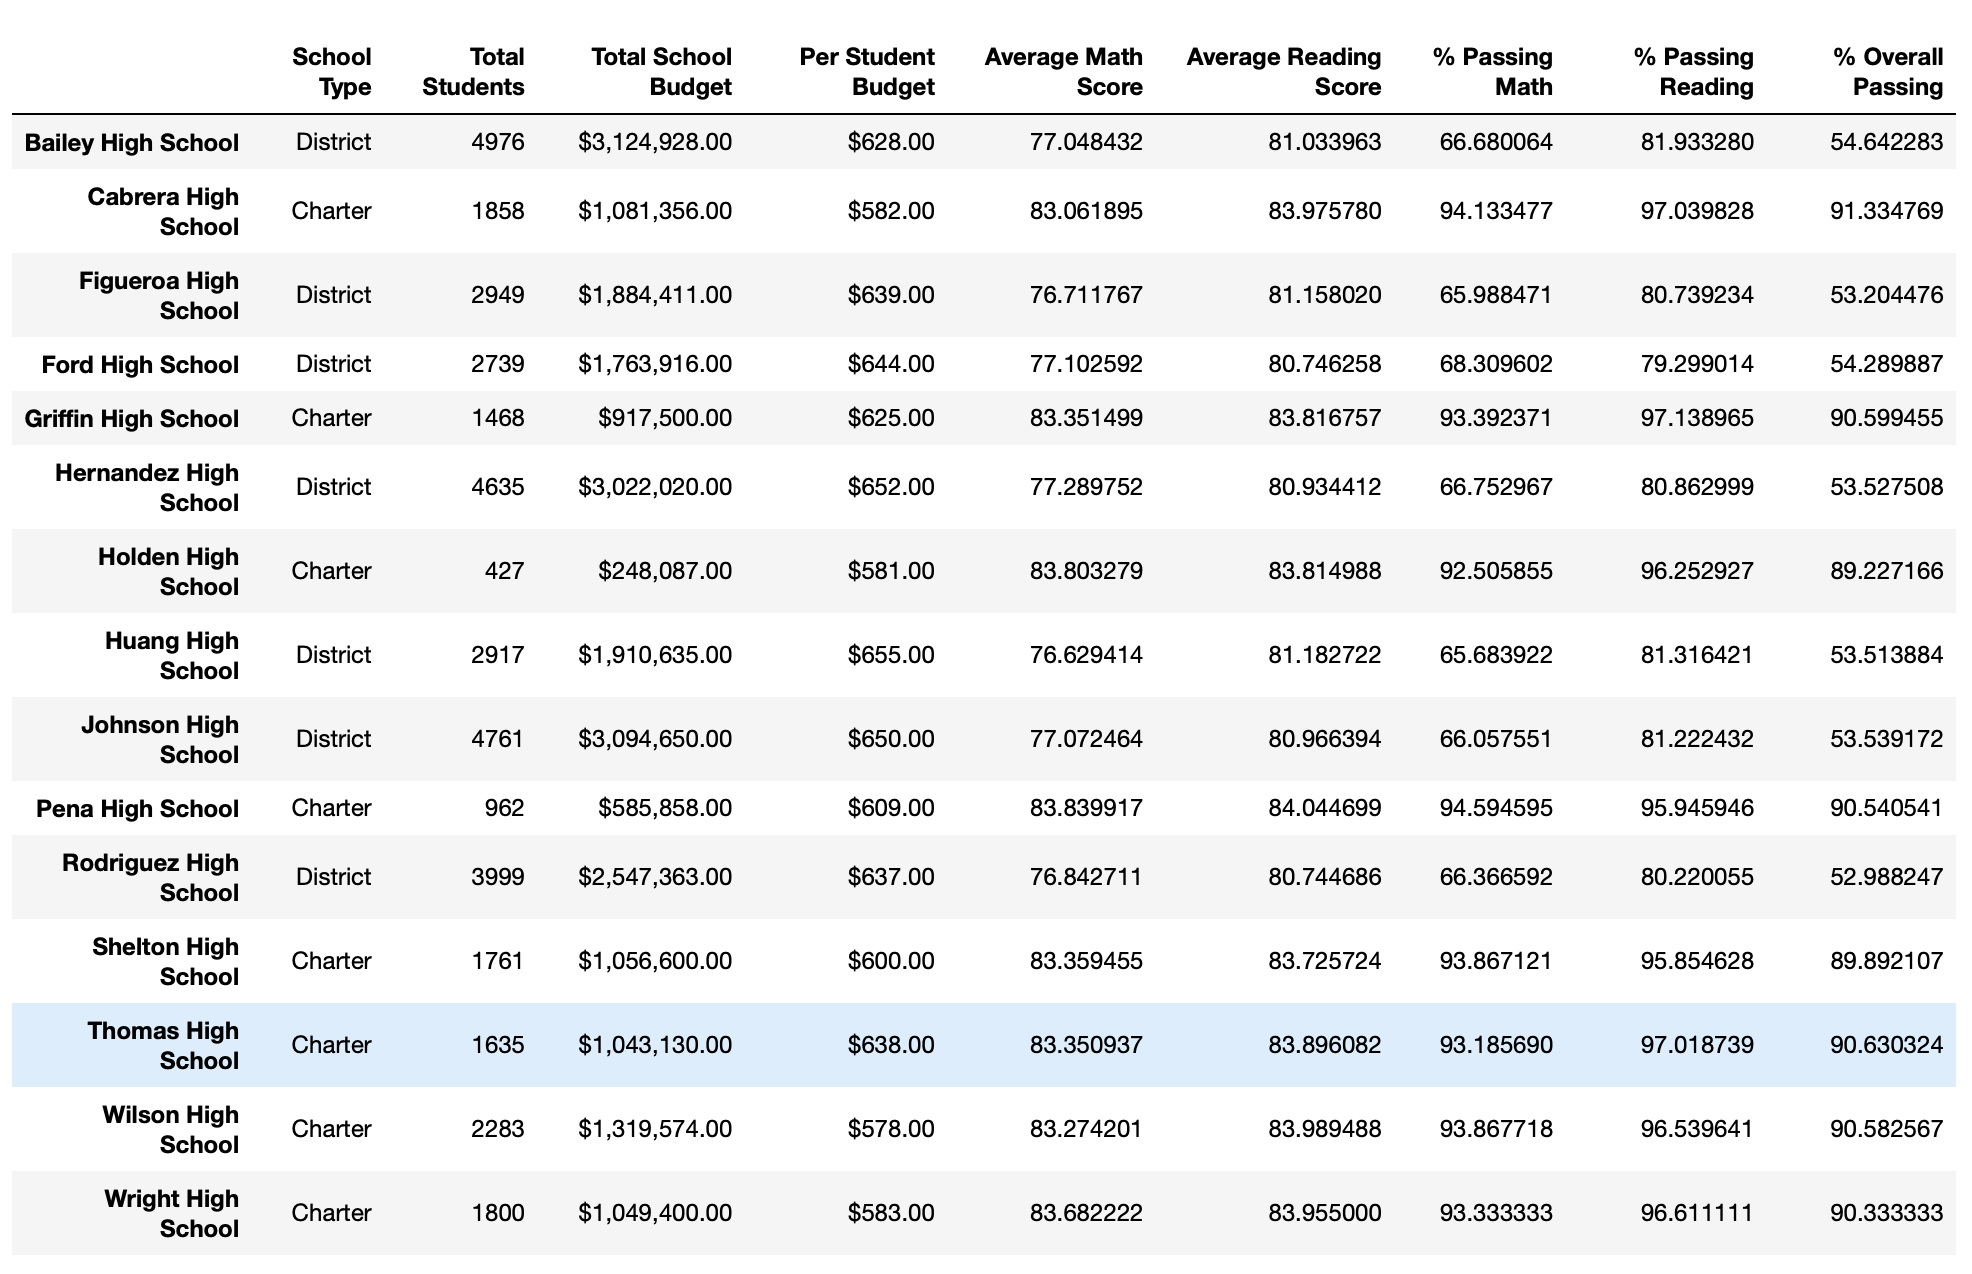 School Type Total Students Total School Budget Per Student Budget Average Math Score Average Reading Score % Passing Math % Passing Reading % Overall Passing
Bailey High School District 4976 $3,124,928.00 $628.00 77.048432 81.033963 66.680064 81.933280 54.642283
Cabrera High School Charter 1858 $1,081,356.00 $582.00 83.061895 83.975780 94.133477 97.039828 91.334769
Figueroa High School District 2949 $1,884,411.00 $639.00 76.711767 81.158020 65.988471 80.739234 53.204476
Ford High School District 2739 $1,763,916.00 $644.00 77.102592 80.746258 68.309602 79.299014 54.289887
Griffin High School Charter 1468 $917,500.00 $625.00 83.351499 83.816757 93.392371 97.138965 90.599455
Hernandez High School District 4635 $3,022,020.00 $652.00 77.289752 80.934412 66.752967 80.862999 53.527508
Holden High School Charter 427 $248,087.00 $581.00 83.803279 83.814988 92.505855 96.252927 89.227166
Huang High School District 2917 $1,910,635.00 $655.00 76.629414 81.182722 65.683922 81.316421 53.513884
Johnson High School District 4761 $3,094,650.00 $650.00 77.072464 80.966394 66.057551 81.222432 53.539172
Pena High School Charter 962 $585,858.00 $609.00 83.839917 84.044699 94.594595 95.945946 90.540541
Rodriguez High School District 3999 $2,547,363.00 $637.00 76.842711 80.744686 66.366592 80.220055 52.988247
Shelton High School Charter 1761 $1,056,600.00 $600.00 83.359455 83.725724 93.867121 95.854628 89.892107
Thomas High School Charter 1635 $1,043,130.00 $638.00 83.350937 83.896082 93.185690 97.018739 90.630324
Wilson High School Charter 2283 $1,319,574.00 $578.00 83.274201 83.989488 93.867718 96.539641 90.582567
Wright High School Charter 1800 $1,049,400.00 $583.00 83.682222 83.955000 93.333333 96.611111 90.333333